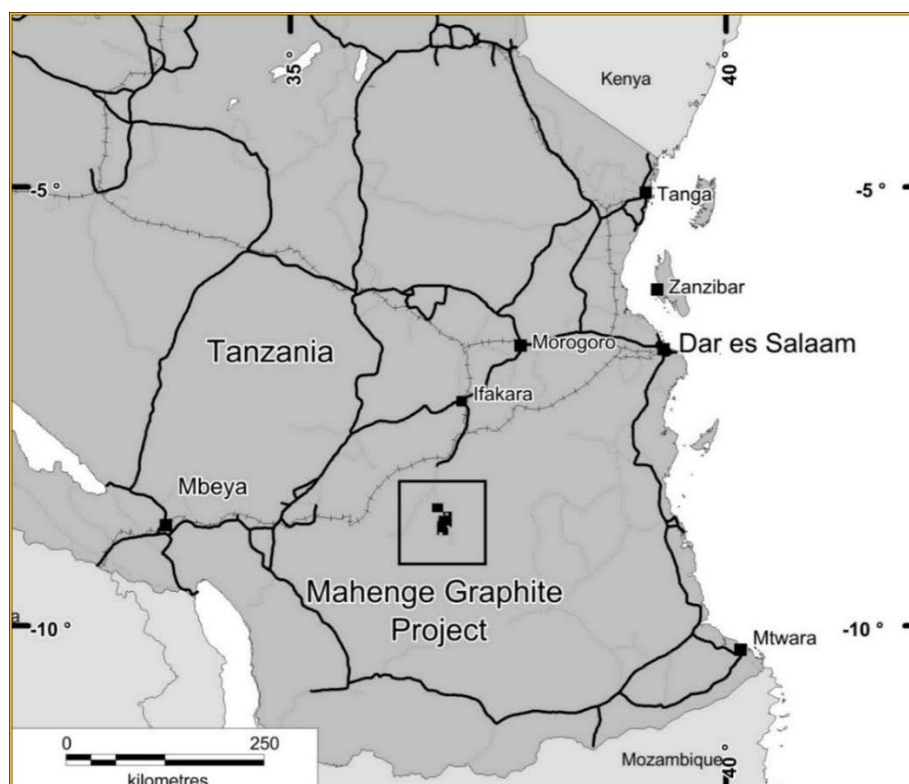 35
40
Kenya
-5 °
-5 °
Tanga
Zanzibar
Tanzania
Morogoro
Dar es Salaam
Ifakara
Mbeya
Mahenge Graphite
Project
a
-10 °
-10 °
Mtwara
0
250
kilometres
Mozambique
40